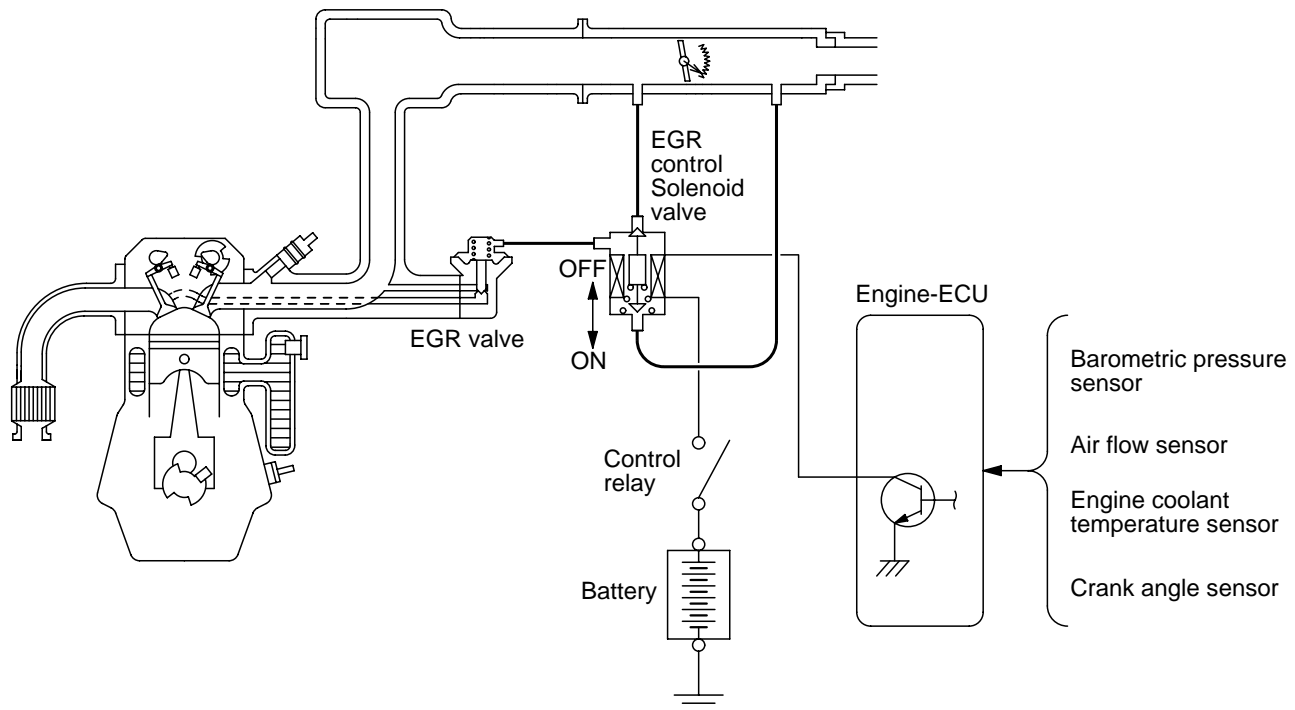 EGR
control
Solenoid
valve
OFF
ON
EGR valve
Engine-ECU
Control
relay
Battery
Barometric pressure
sensor
Air flow sensor
Engine coolant
temperature sensor
Crank angle sensor